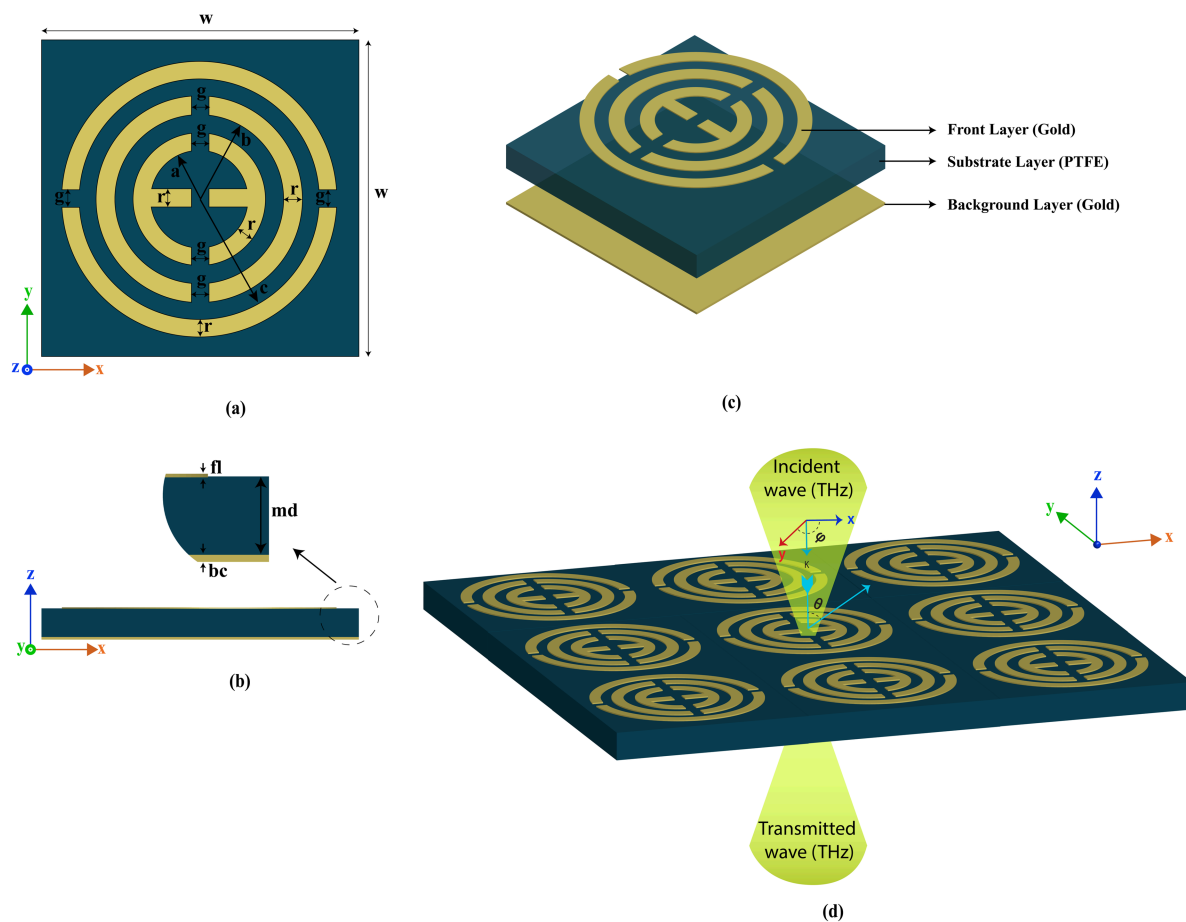 w
g
g
b
a
w
g
r
r
g
r
g
g
c
r
y
z
x
(a)
Front Layer (Gold)
Substrate Layer (PTFE)
Background Layer (Gold)
(c)
fl
md
bc
z
y
x
(b)
Incident
wave (THz)
x
y
φ
K
θ
z
y
x
Transmitted
wave (THz)
(d)